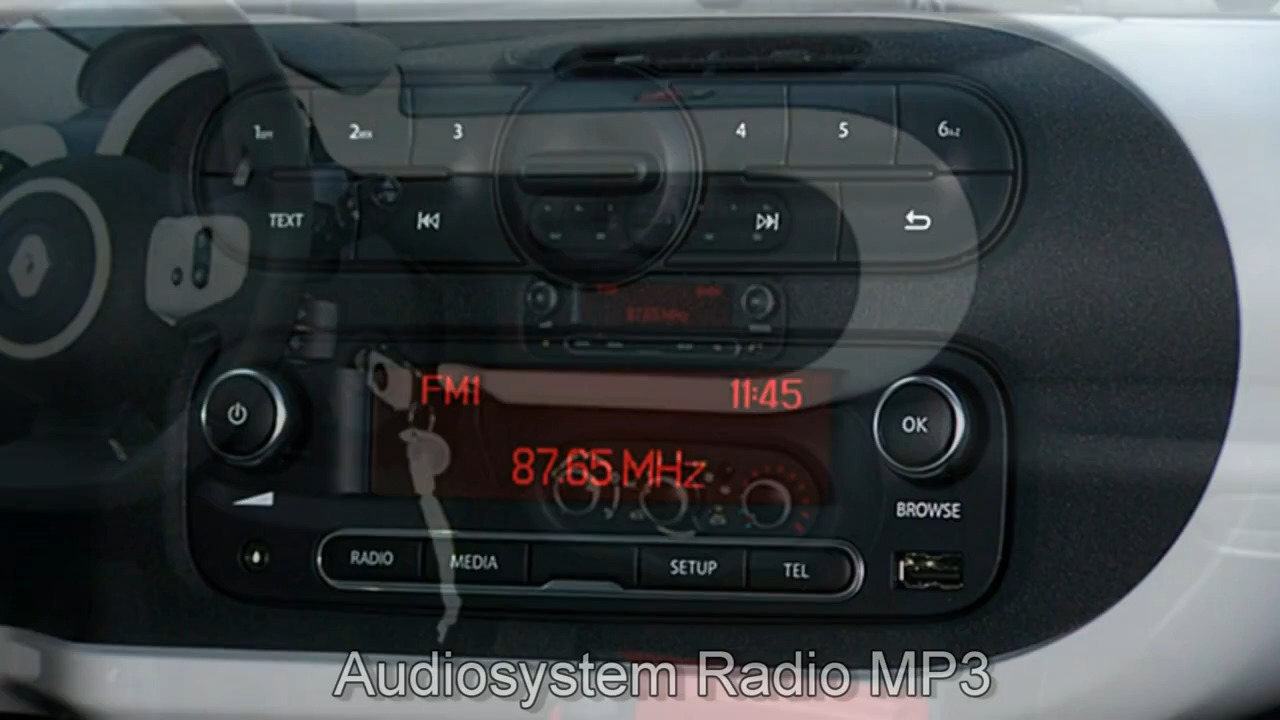 1 2 3 4 5 6
TEXT
FM1 11:45
87.65 MHz
OK
BROWSE
RADIO MEDIA SETUP TEL
Audiosystem Radio MP3